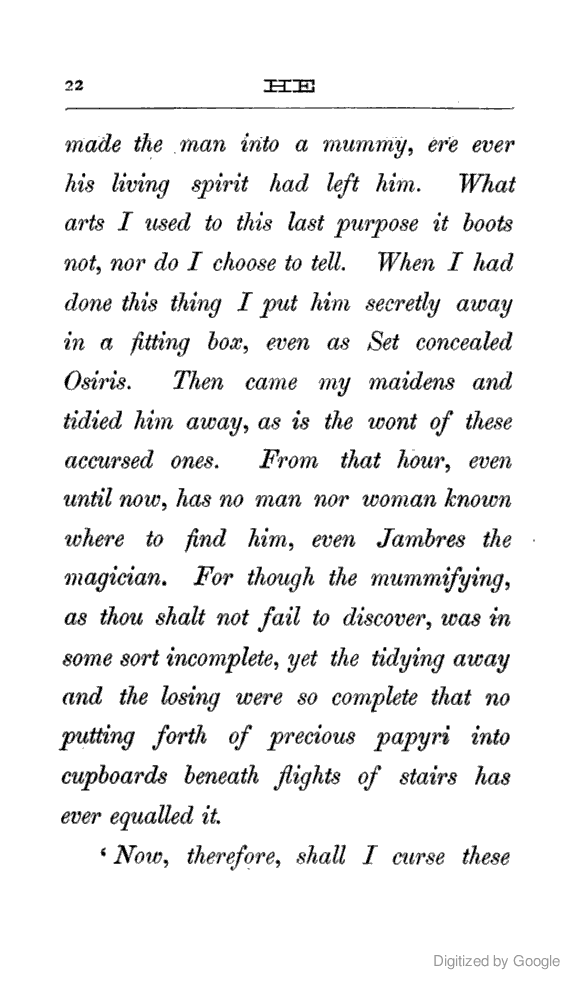 22 HE
made the man into a mummy, ere ever
his living spirit had left him. What
arts I used to this last purpose it boots
not, nor do I choose to tell. When I had
done this thing I put him secretly away
in a fitting box, even as Set concealed
Osiris. Then came my maidens and
tidied him away, as is the wont of these
accursed ones. From that hour, even
until now, has no man nor woman known
where to find him, even Jambres the
magician. For though the mummifying,
as thou shalt not fail to discover, was in
some sort incomplete, yet the tidying away
and the losing were so complete that no
putting forth of precious papyri into
cupboards beneath flights of stairs has
ever equalled it.
‘Now, therefore, shall I curse these
Digitized by Google